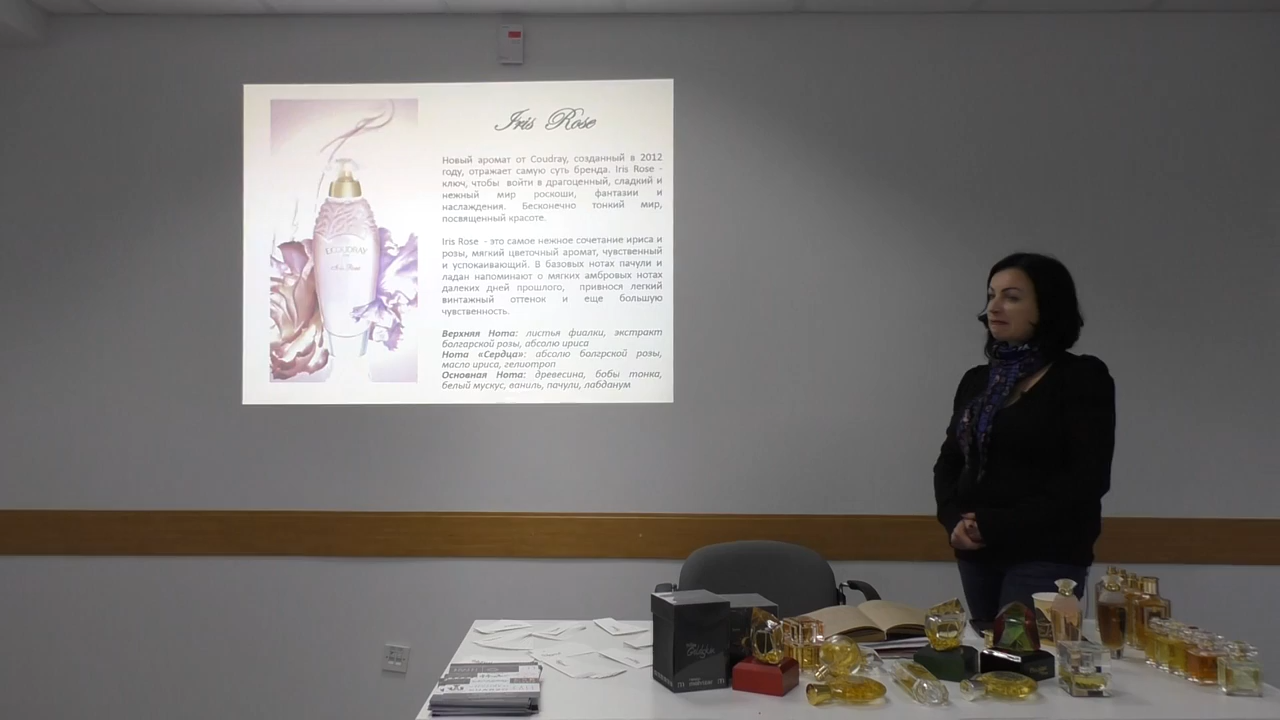 Iris Rose
Новый аромат от Coudray, созданный в 2012
году, отражает самую суть бренда. Iris Rose -
ключ, чтобы войти в драгоценный, сладкий и
нежный мир роскоши, фантазии и
наслаждения. Бесконечно тонкий мир,
посвященный красоте.
Iris Rose - это самое нежное сочетание ириса и
розы, мягкий цветочный аромат, чувственный
и успокаивающий. В базовых нотах пачули и
ладан напоминают о мягких амбровых нотах
далеких дней прошлого, привнося легкий
винтажный оттенок и еще большую
чувственность.
Верхняя Нота: листья фиалки, экстракт
болгарской розы, абсолю ириса
Нота «Сердца»: абсолю балгрской розы,
масло ириса, гелиотроп
Основная Нота: древесина, бобы тонка,
белый мускус, ваниль, пачули, лабданум
E.COUDRAY
Iris Rose